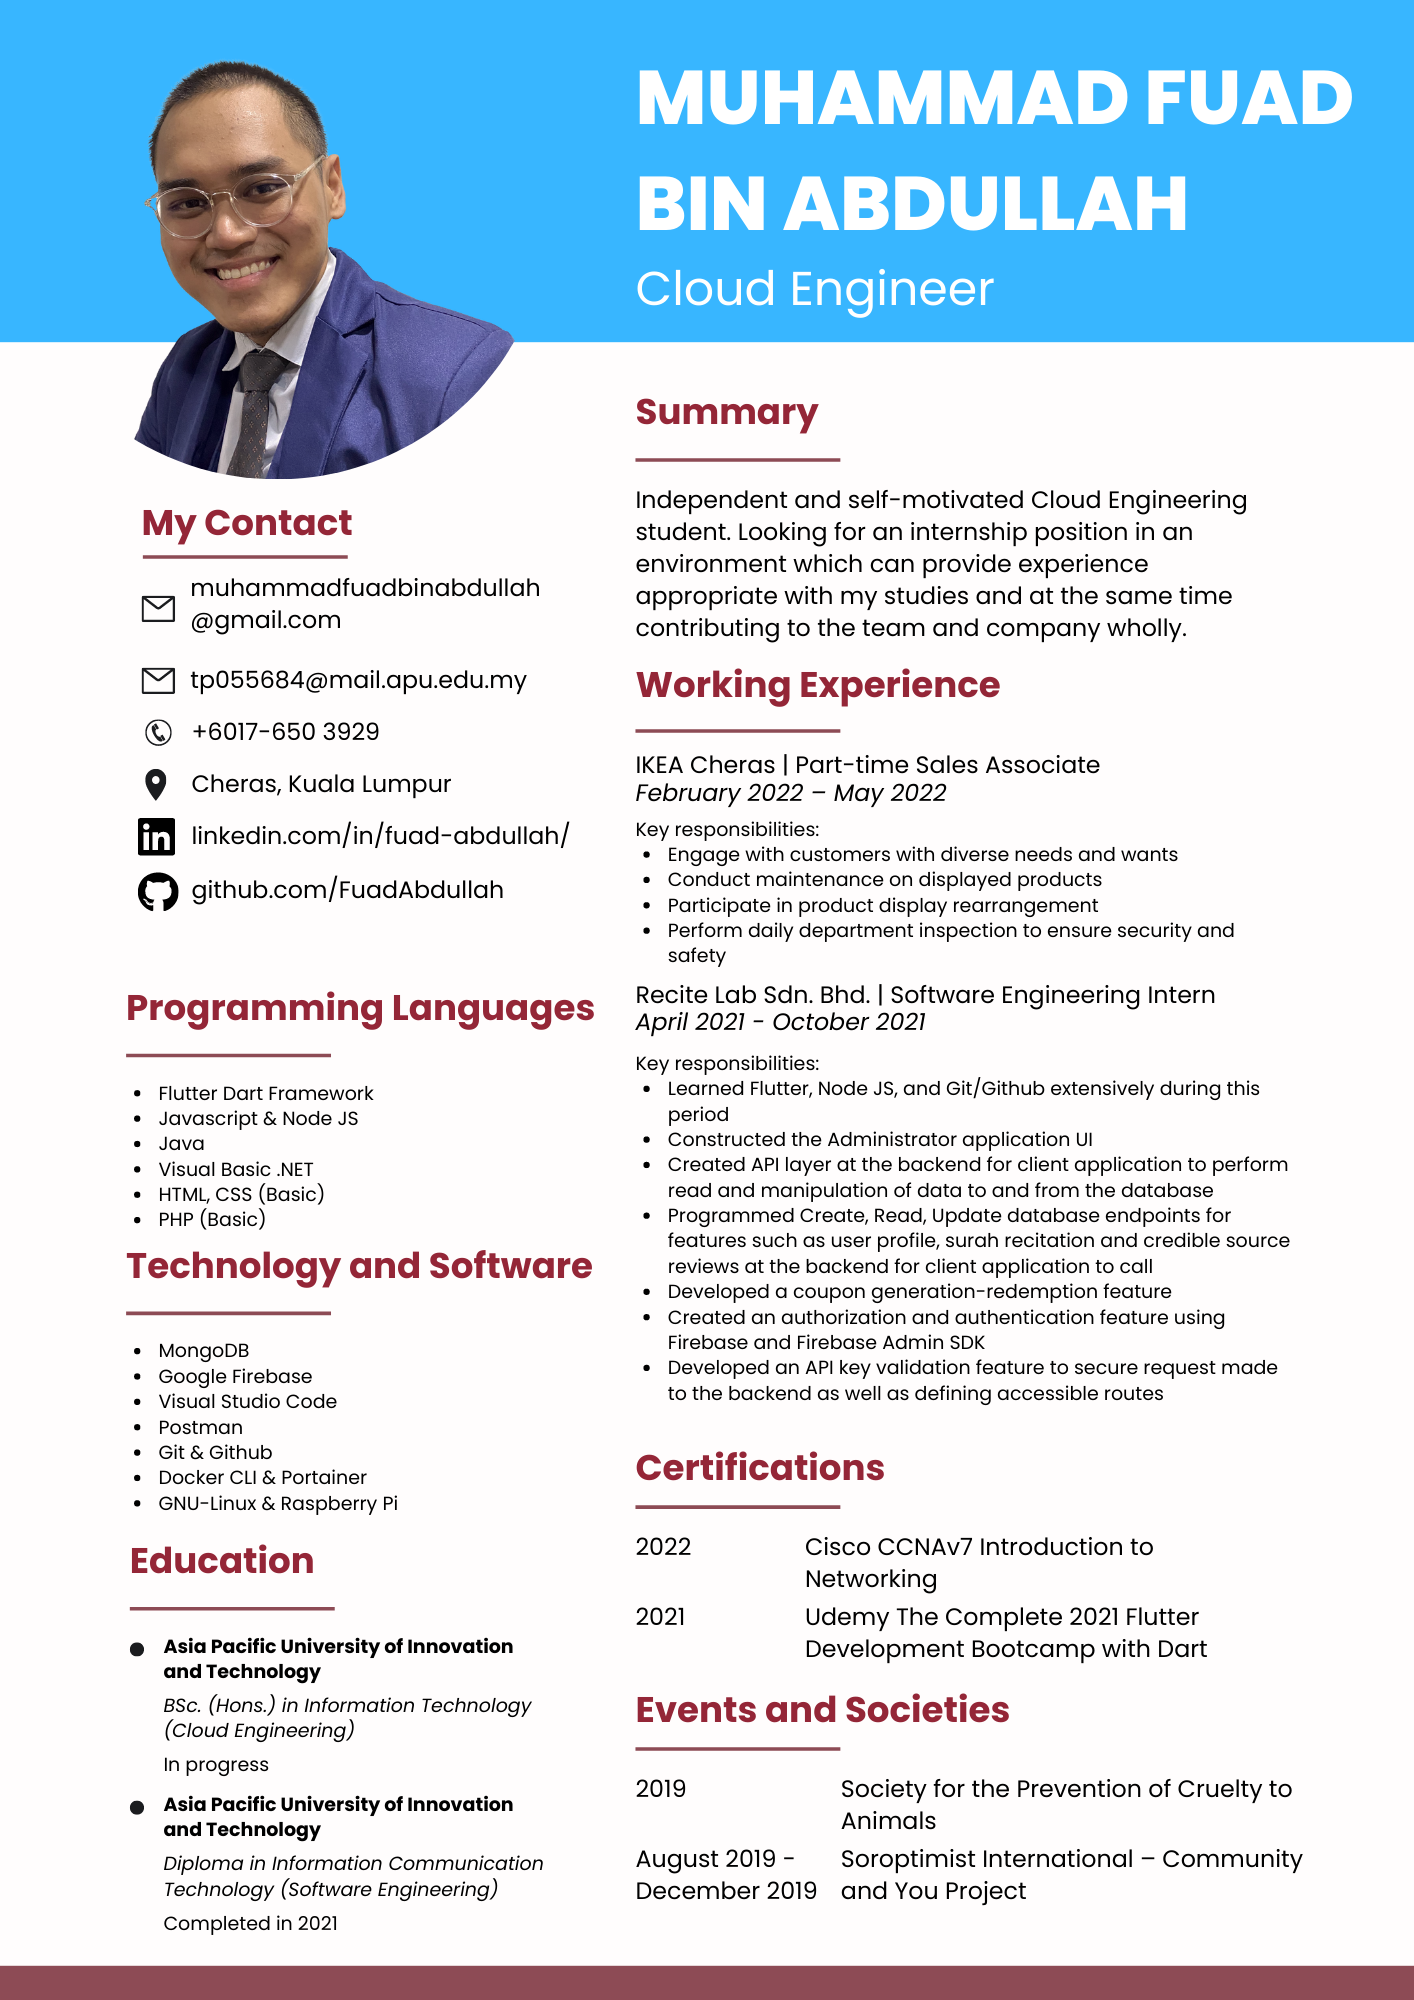 MUHAMMAD FUAD
BIN ABDULLAH
Cloud Engineer
My Contact
muhammadfuadbinabdullah
@gmail.com
tp055684@mail.apu.edu.my
+6017-650 3929
Cheras, Kuala Lumpur
linkedin.com/in/fuad-abdullah/
github.com/FuadAbdullah
Programming Languages
• Flutter Dart Framework
• Javascript & Node JS
• Java
• Visual Basic .NET
• HTML, CSS (Basic)
• PHP (Basic)
Technology and Software
• MongoDB
• Google Firebase
• Visual Studio Code
• Postman
• Git & Github
• Docker CLI & Portainer
• GNU-Linux & Raspberry Pi
Education
Asia Pacific University of Innovation
and Technology
BSc. (Hons.) in Information Technology
(Cloud Engineering)
In progress
Asia Pacific University of Innovation
and Technology
Diploma in Information Communication
Technology (Software Engineering)
Completed in 2021
Summary
Independent and self-motivated Cloud Engineering
student. Looking for an internship position in an
environment which can provide experience
appropriate with my studies and at the same time
contributing to the team and company wholly.
Working Experience
IKEA Cheras | Part-time Sales Associate
February 2022 – May 2022
Key responsibilities:
• Engage with customers with diverse needs and wants
• Conduct maintenance on displayed products
• Participate in product display rearrangement
• Perform daily department inspection to ensure security and
safety
Recite Lab Sdn. Bhd. | Software Engineering Intern
April 2021 - October 2021
Key responsibilities:
• Learned Flutter, Node JS, and Git/Github extensively during this
period
• Constructed the Administrator application UI
• Created API layer at the backend for client application to perform
read and manipulation of data to and from the database
• Programmed Create, Read, Update database endpoints for
features such as user profile, surah recitation and credible source
reviews at the backend for client application to call
• Developed a coupon generation-redemption feature
• Created an authorization and authentication feature using
Firebase and Firebase Admin SDK
• Developed an API key validation feature to secure request made
to the backend as well as defining accessible routes
Certifications
2022 Cisco CCNAv7 Introduction to
Networking
2021 Udemy The Complete 2021 Flutter
Development Bootcamp with Dart
Events and Societies
2019 Society for the Prevention of Cruelty to
Animals
August 2019 - Soroptimist International – Community
December 2019 and You Project